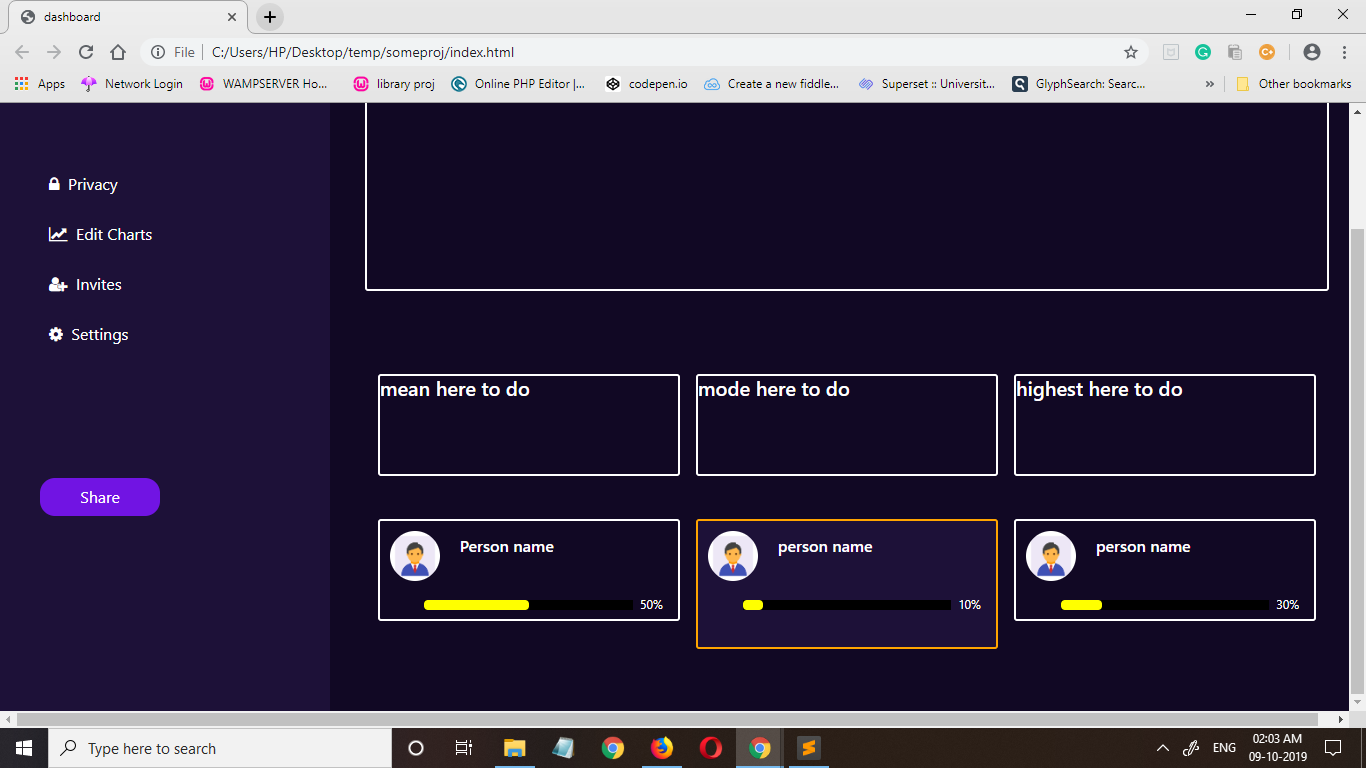 dashboard
File C:/Users/HP/Desktop/temp/someproj/index.html
Apps Network Login WAMPSERVER Ho... library proj Online PHP Editor |... codepen.io Create a new fiddle... Superset :: Universit... GlyphSearch: Searc... » Other bookmarks
Privacy
Edit Charts
Invites
Settings
Share
mean here to do mode here to do highest here to do
Person name person name person name
50% 10% 30%
Type here to search
ENG 02:03 AM
09-10-2019